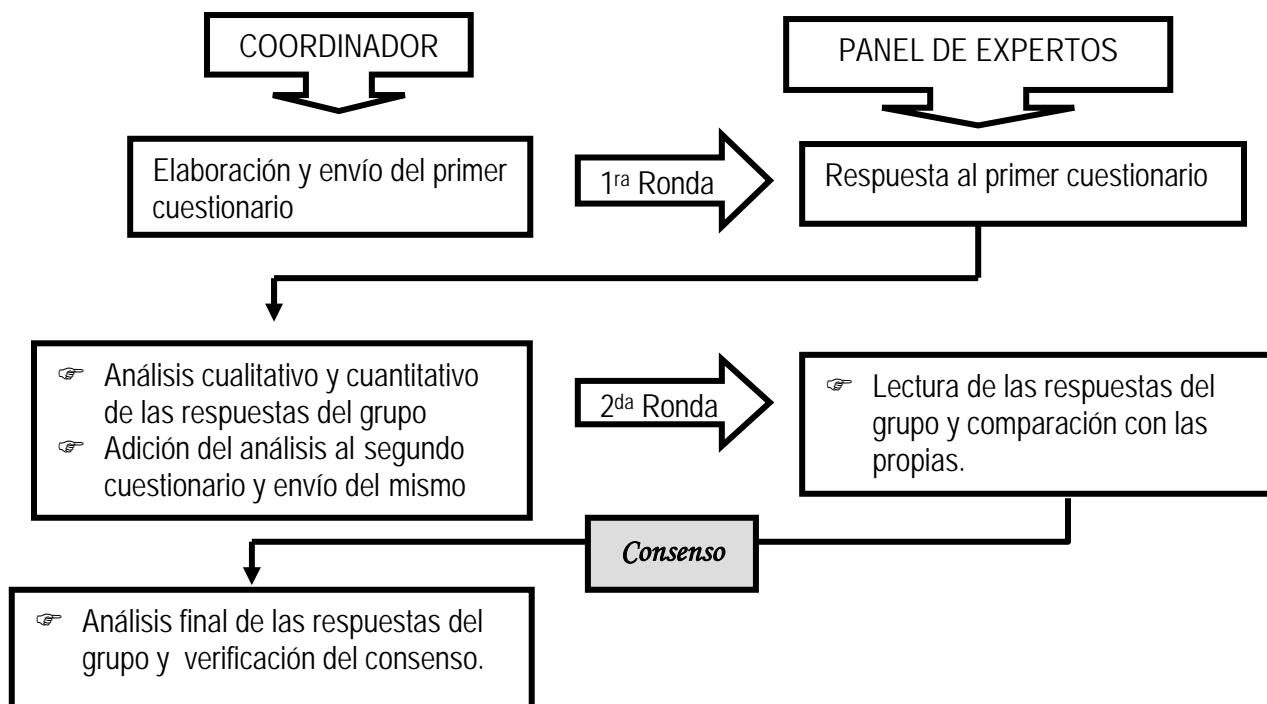 COORDINADOR
PANEL DE EXPERTOS
Elaboración y envío del primer
cuestionario
1ra Ronda
Respuesta al primer cuestionario
☞ Análisis cualitativo y cuantitativo
de las respuestas del grupo
☞ Adición del análisis al segundo
cuestionario y envío del mismo
2da Ronda
☞ Lectura de las respuestas del
grupo y comparación con las
propias.
Consenso
☞ Análisis final de las respuestas del
grupo y verificación del consenso.